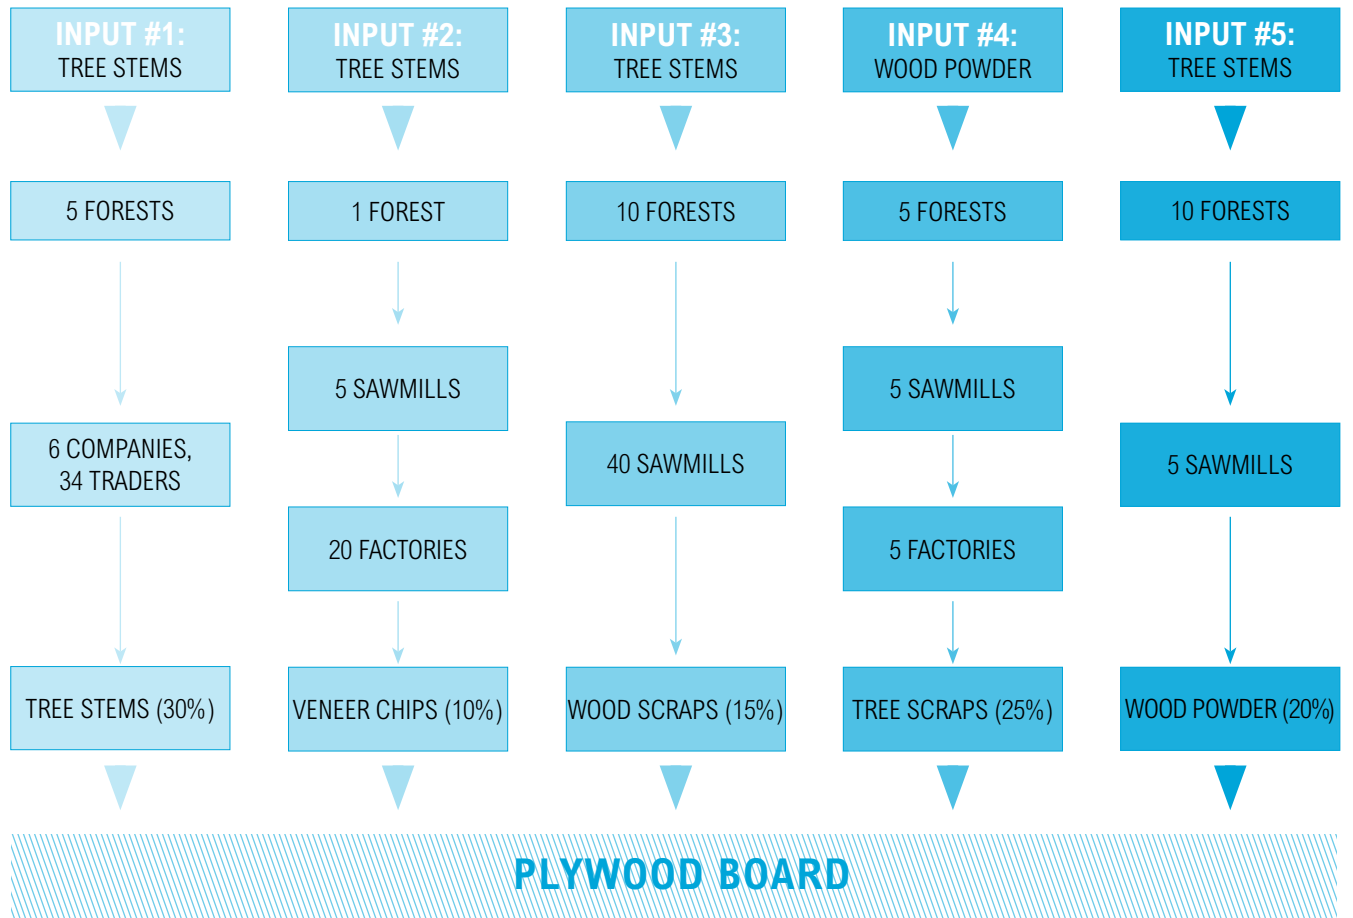 INPUT #1:
TREE STEMS
INPUT #2:
TREE STEMS
INPUT #3:
TREE STEMS
INPUT #4:
WOOD POWDER
INPUT #5:
TREE STEMS
5 FORESTS
1 FOREST
10 FORESTS
5 FORESTS
10 FORESTS
5 SAWMILLS
5 SAWMILLS
6 COMPANIES,
34 TRADERS
40 SAWMILLS
5 SAWMILLS
20 FACTORIES
5 FACTORIES
TREE STEMS (30%)
VENEER CHIPS (10%)
WOOD SCRAPS (15%)
TREE SCRAPS (25%)
WOOD POWDER (20%)
PLYWOOD BOARD